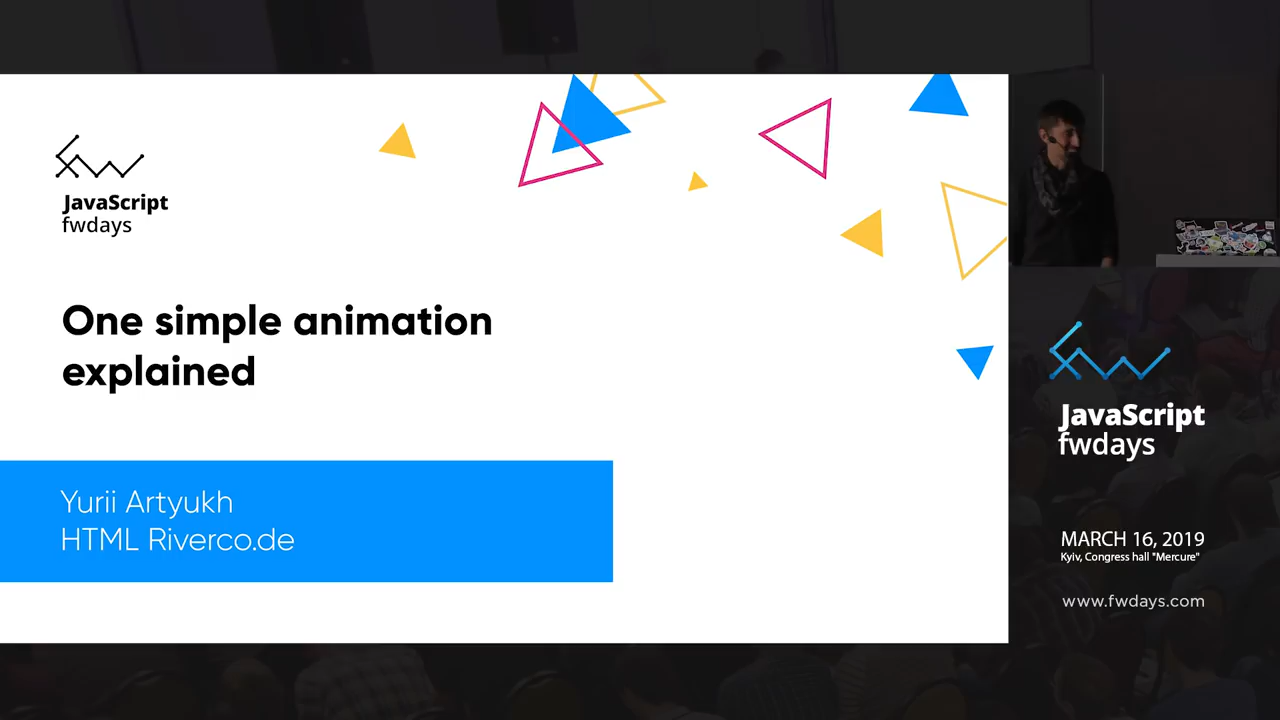 JavaScript
fwdays
One simple animation
explained
Yurii Artyukh
HTML Riverco.de
JavaScript
fwdays
MARCH 16, 2019
Kyiv, Congress hall "Mercure"
www.fwdays.com